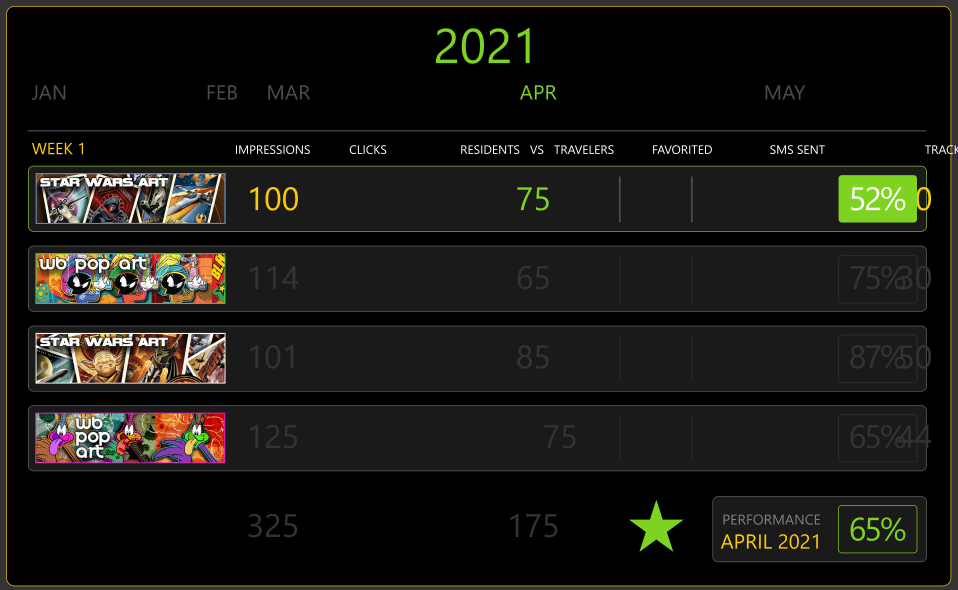 2021
JAN FEB MAR APR MAY
WEEK 1 IMPRESSIONS CLICKS RESIDENTS VS TRAVELERS FAVORITED SMS SENT TRACK
STAR WARS ART 100 75 52% 0
wb pop art BLA 114 65 75% 30
STAR WARS ART 101 85 87% 50
wb pop art 125 75 65% 44
325 175
PERFORMANCE
APRIL 2021
65%